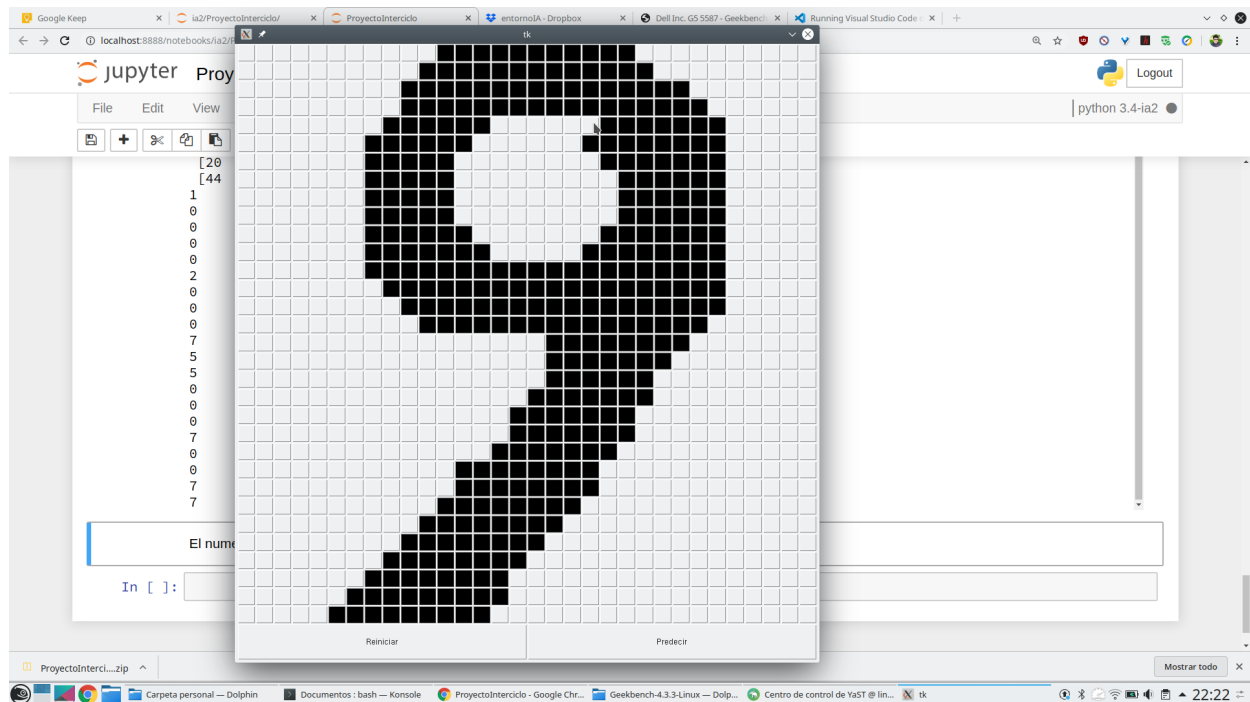 Google Keep
ia2/ProyectoInterciclo/
ProyectoInterciclo
entornoIA - Dropbox
Dell Inc. G5 5587 - Geekbench
Running Visual Studio Code
localhost:8888/notebooks/ia2/P
tk
jupyter Proy
Logout
File Edit View
python 3.4-ia2
[20
[44
1
0
0
0
0
2
0
0
0
7
5
5
0
0
0
7
0
0
7
7
El nume
In [ ]:
Reiniciar
Predecir
ProyectoInterci....zip
Mostrar todo
Carpeta personal — Dolphin
Documentos : bash — Konsole
ProyectoInterciclo - Google Chr...
Geekbench-4.3.3-Linux — Dolp...
Centro de control de YaST @ lin...
tk
22:22